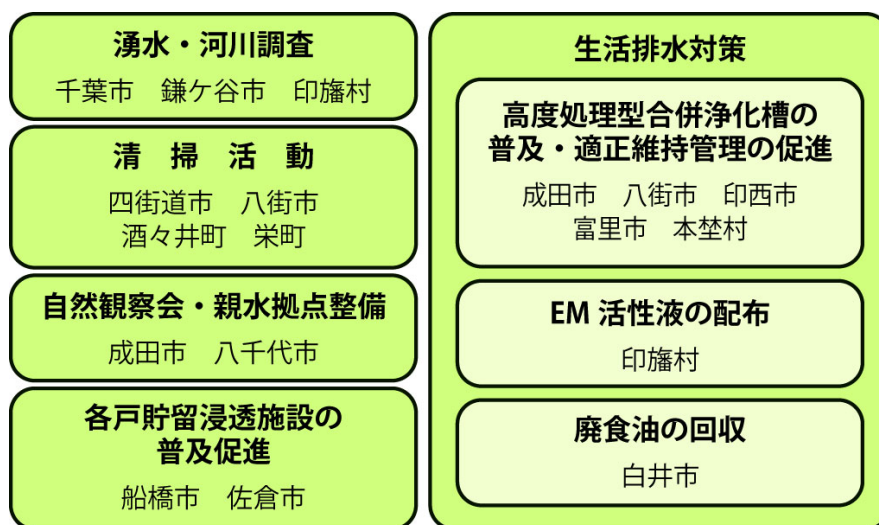 湧水・河川調査
千葉市　鎌ケ谷市　印旛村
清　掃　活　動
四街道市　八街市
酒々井町　栄町
自然観察会・親水拠点整備
成田市　八千代市
各戸貯留浸透施設の
普及促進
船橋市　佐倉市
生活排水対策
高度処理型合併浄化槽の
普及・適正維持管理の促進
成田市　八街市　印西市
富里市　本埜村
EM 活性液の配布
印旛村
廃食油の回収
白井市